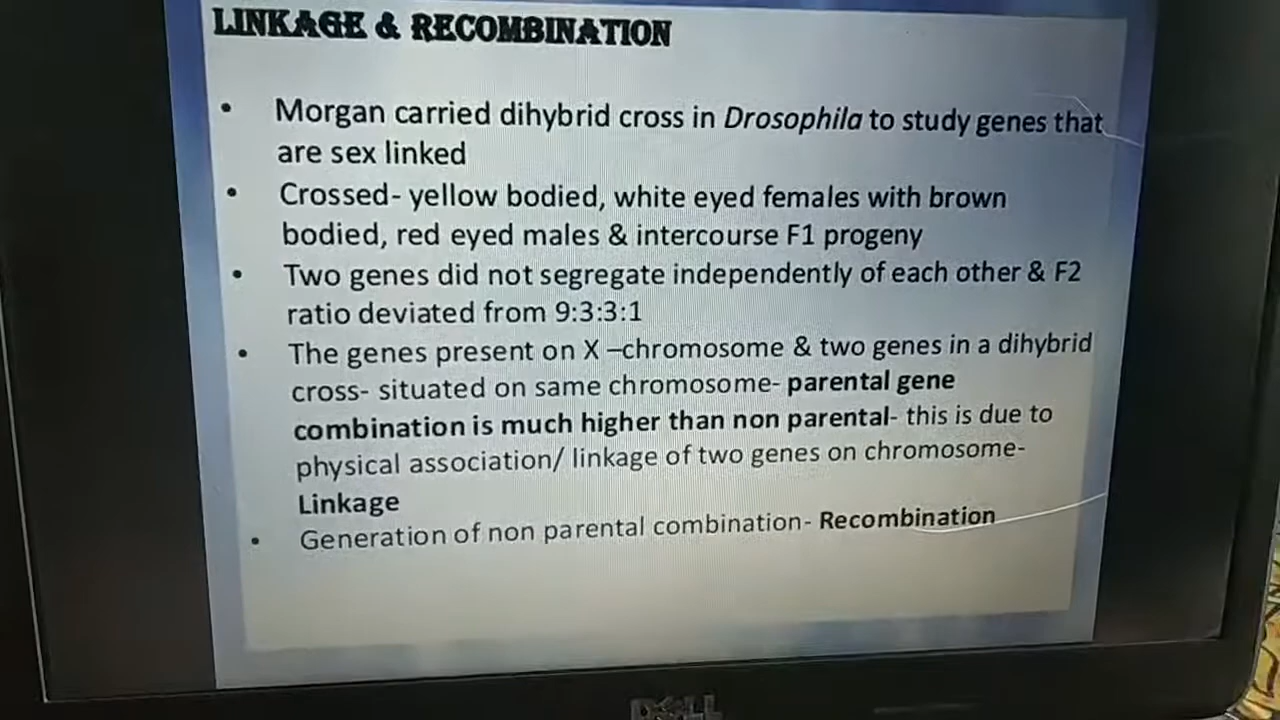 LINKAGE & RECOMBINATION
• Morgan carried dihybrid cross in Drosophila to study genes that
are sex linked
• Crossed- yellow bodied, white eyed females with brown
bodied, red eyed males & intercourse F1 progeny
• Two genes did not segregate independently of each other & F2
ratio deviated from 9:3:3:1
• The genes present on X –chromosome & two genes in a dihybrid
cross- situated on same chromosome- parental gene
combination is much higher than non parental- this is due to
physical association/ linkage of two genes on chromosome-
Linkage
• Generation of non parental combination- Recombination
DELL